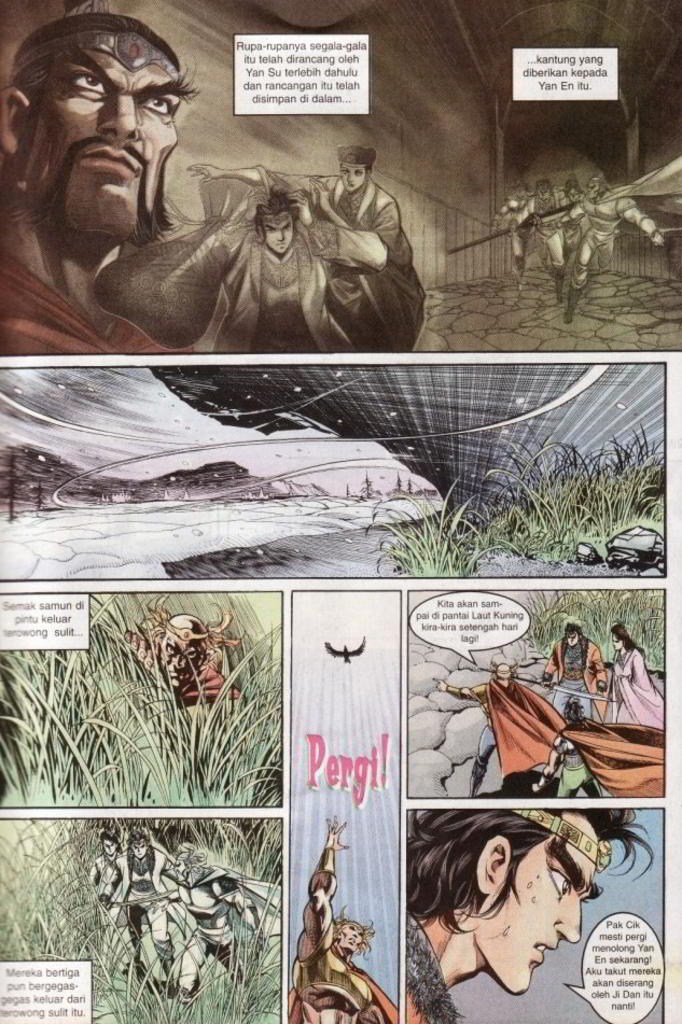 Rupa-rupanya segala-gala
itu telah dirancang oleh
Yan Su terlebih dahulu
dan rancangan itu telah
disimpan di dalam...
...kantung yang
diberikan kepada
Yan En itu.
Semak samun di
pintu keluar
terowong sulit...
Mereka bertiga
pun bergegas-
gegas keluar dari
terowong sulit itu.
Pergi!
Kita akan sam-
pai di pantai Laut Kuning
kira-kira setengah hari
lagi!
Pak Cik
mesti pergi
menolong Yan
En sekarang!
Aku takut mereka
akan diserang
oleh Ji Dan itu
nanti!